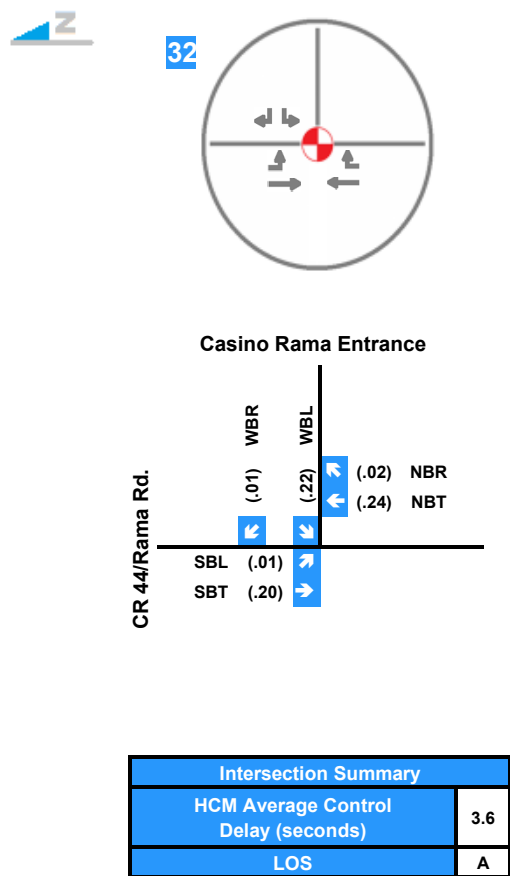 Z
32
Casino Rama Entrance
CR 44/Rama Rd.
(.01) WBR
(.22) WBL
(.02) NBR
(.24) NBT
SBL (.01)
SBT (.20)
Intersection Summary
HCM Average Control
Delay (seconds)
3.6
LOS A